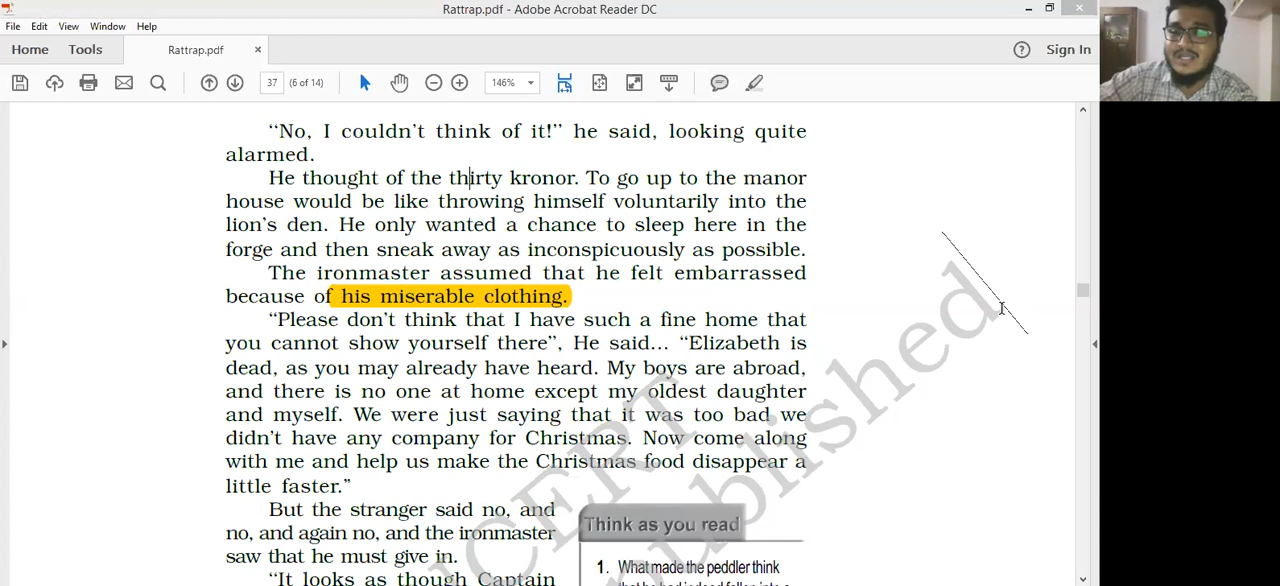 Rattrap.pdf - Adobe Acrobat Reader DC
File Edit View Window Help
Home Tools Rattrap.pdf × Sign In
37 (6 of 14) 146%
“No, I couldn’t think of it!” he said, looking quite
alarmed.
He thought of the thirty kronor. To go up to the manor
house would be like throwing himself voluntarily into the
lion’s den. He only wanted a chance to sleep here in the
forge and then sneak away as inconspicuously as possible.
The ironmaster assumed that he felt embarrassed
because of his miserable clothing.
“Please don’t think that I have such a fine home that
you cannot show yourself there”, He said... “Elizabeth is
dead, as you may already have heard. My boys are abroad,
and there is no one at home except my oldest daughter
and myself. We were just saying that it was too bad we
didn’t have any company for Christmas. Now come along
with me and help us make the Christmas food disappear a
little faster.”
But the stranger said no, and
no, and again no, and the ironmaster
saw that he must give in.
“It looks as though Captain
Think as you read
1. What made the peddler think
that he had indeed fallen into a
CERT
published